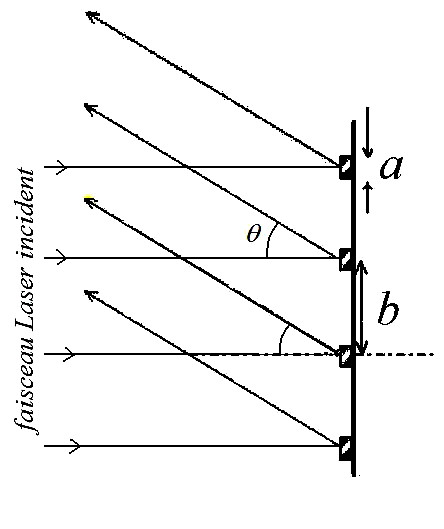 faisceau Laser incident
θ
a
b